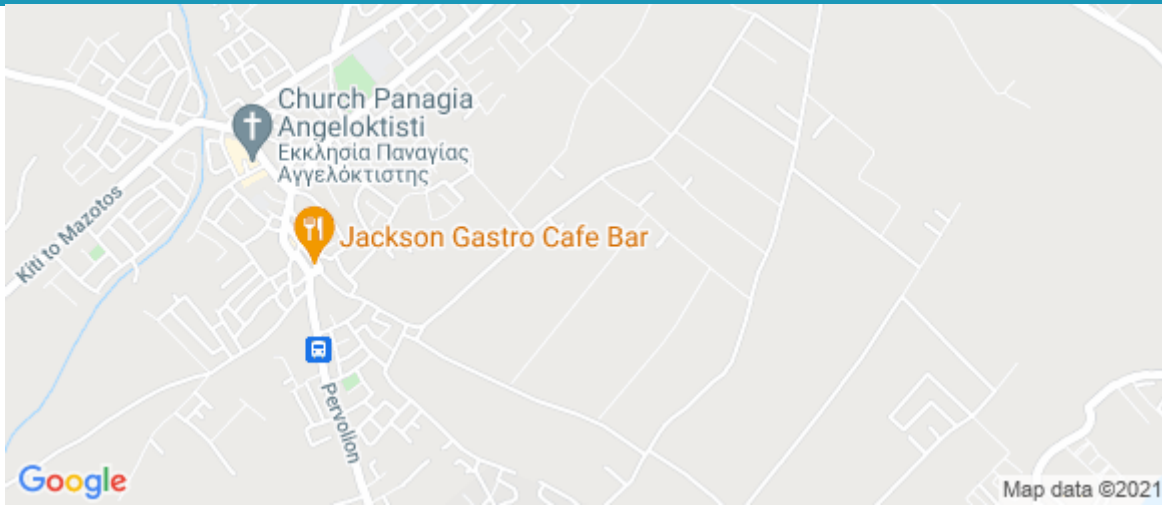 Church Panagia
Angeloktisti
Εκκλησία Παναγίας
Αγγελόκτιστης
Kiti to Mazotos
Jackson Gastro Cafe Bar
Pervolion
Google
Map data ©2021